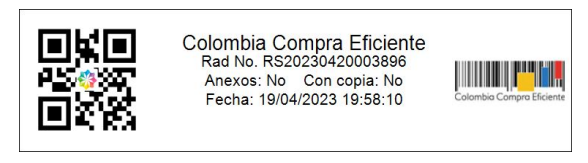 Colombia Compra Eficiente
Rad No. RS20230420003896
Anexos: No Con copia: No
Fecha: 19/04/2023 19:58:10
Colombia Compra Eficiente